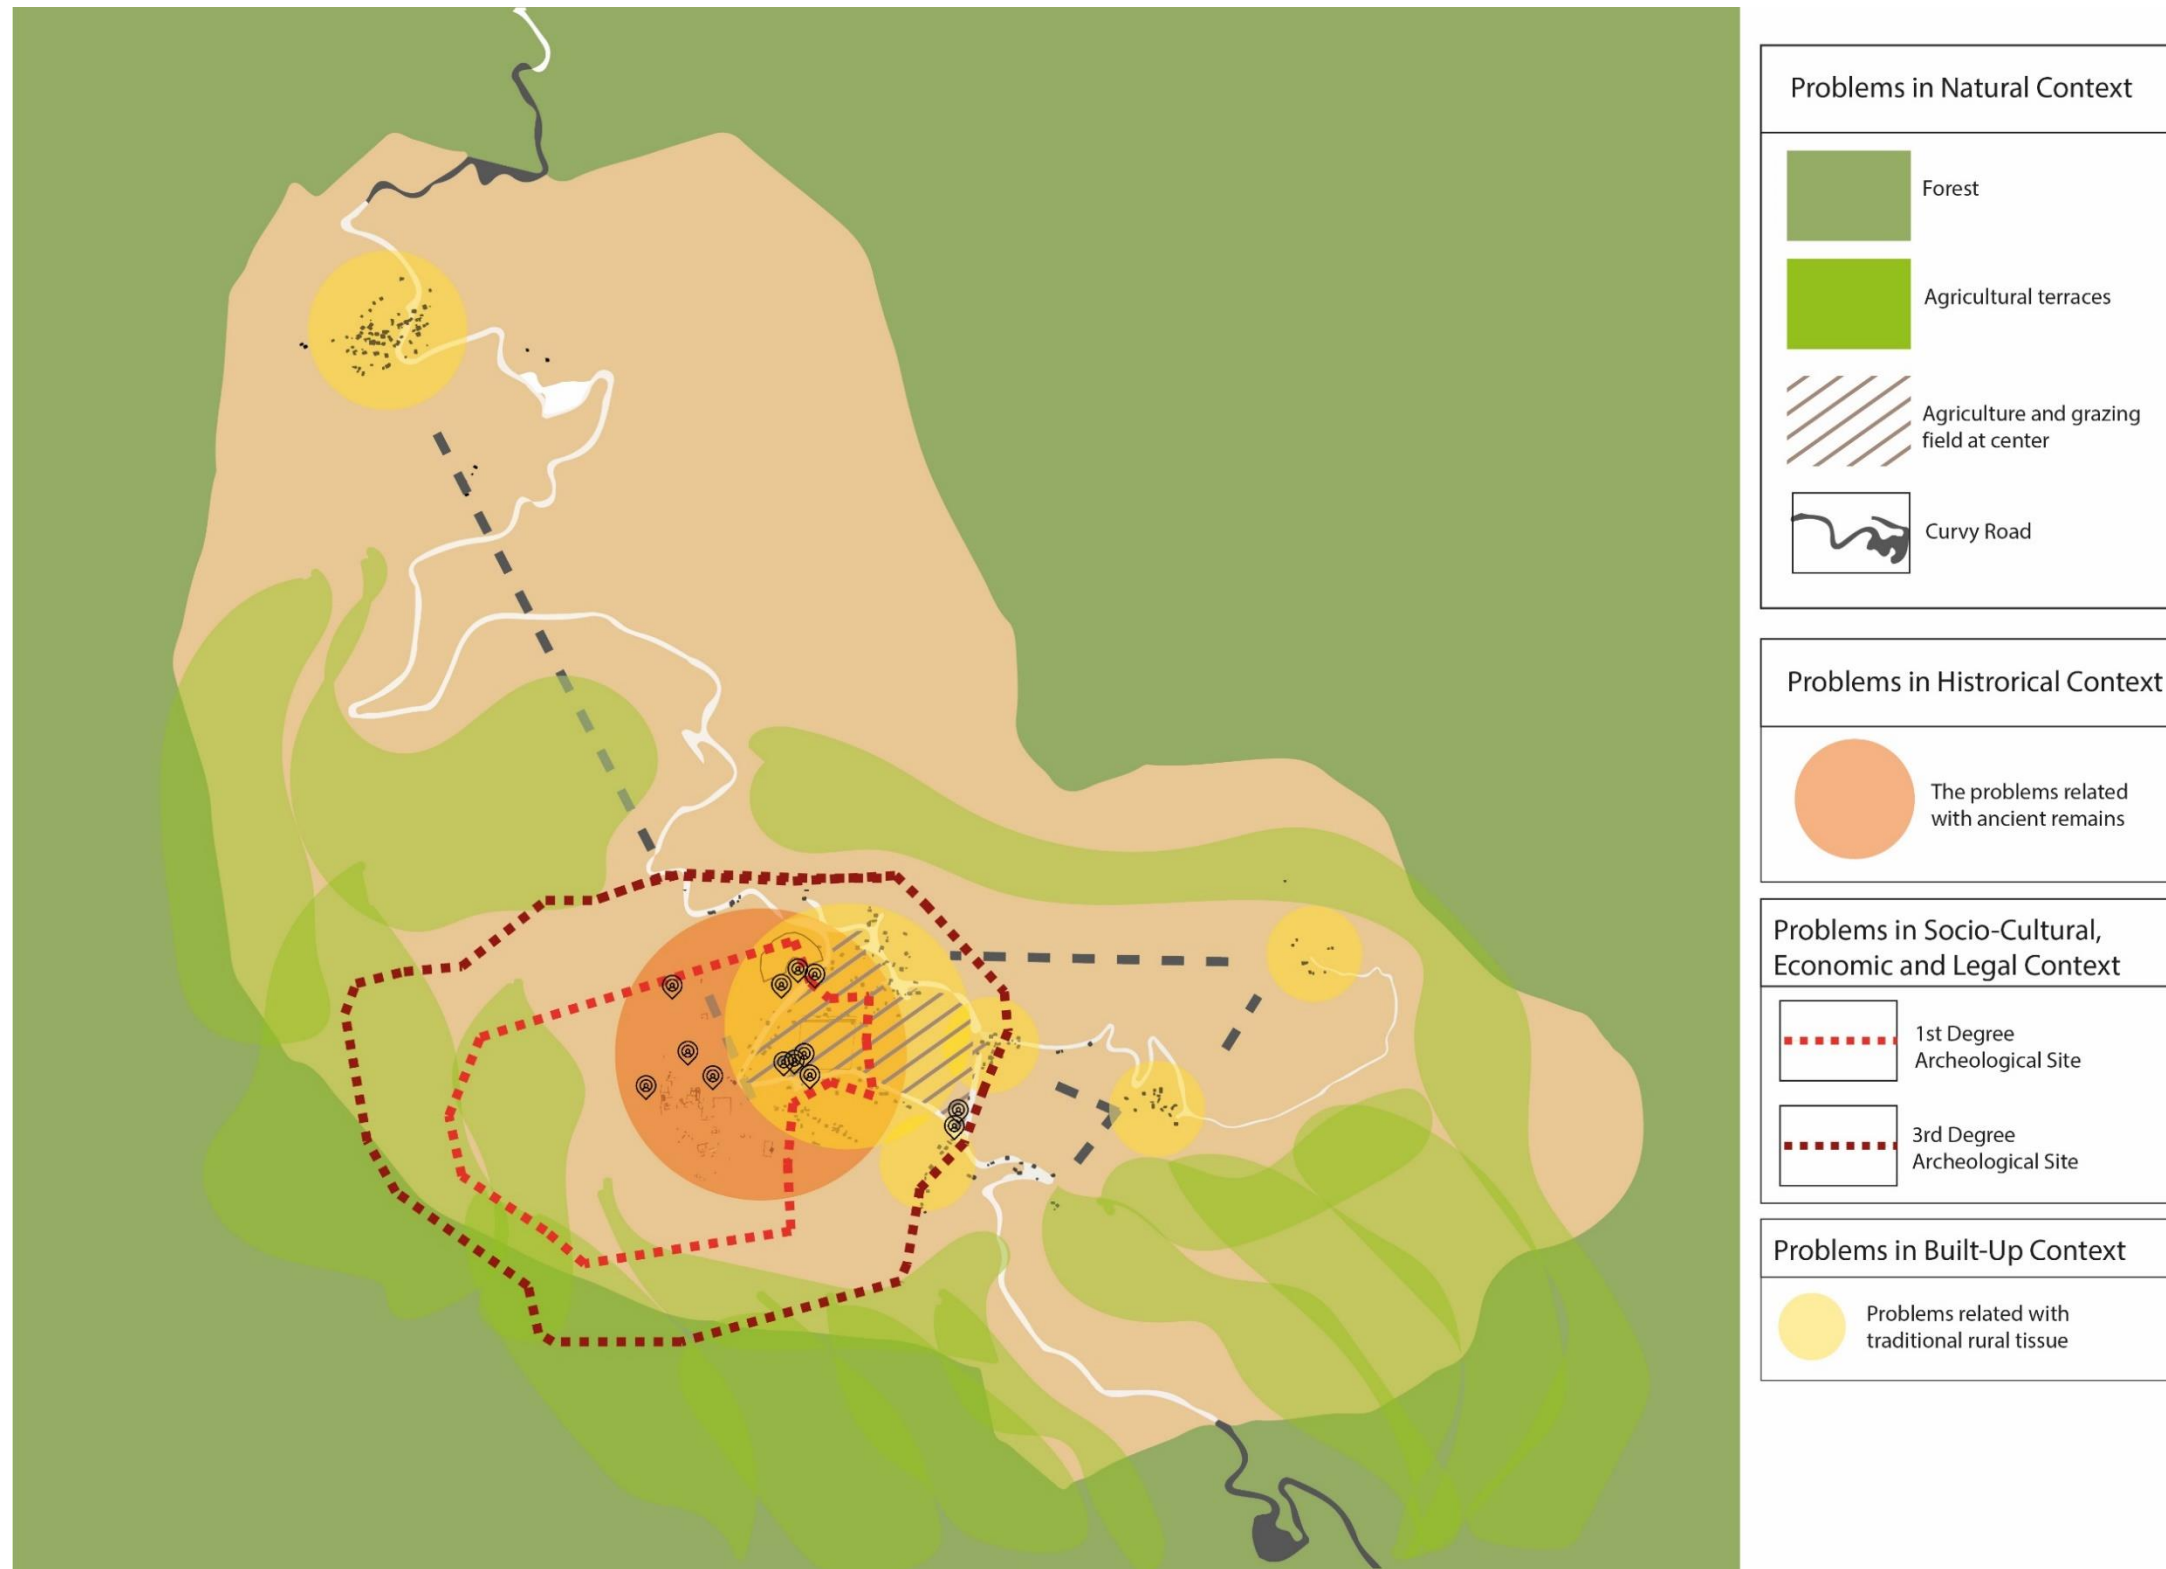 Problems in Natural Context
Forest
Agricultural terraces
Agriculture and grazing
field at center
Curvy Road
Problems in Histrorical Context
The problems related
with ancient remains
Problems in Socio-Cultural,
Economic and Legal Context
1st Degree
Archeological Site
3rd Degree
Archeological Site
Problems in Built-Up Context
Problems related with
traditional rural tissue